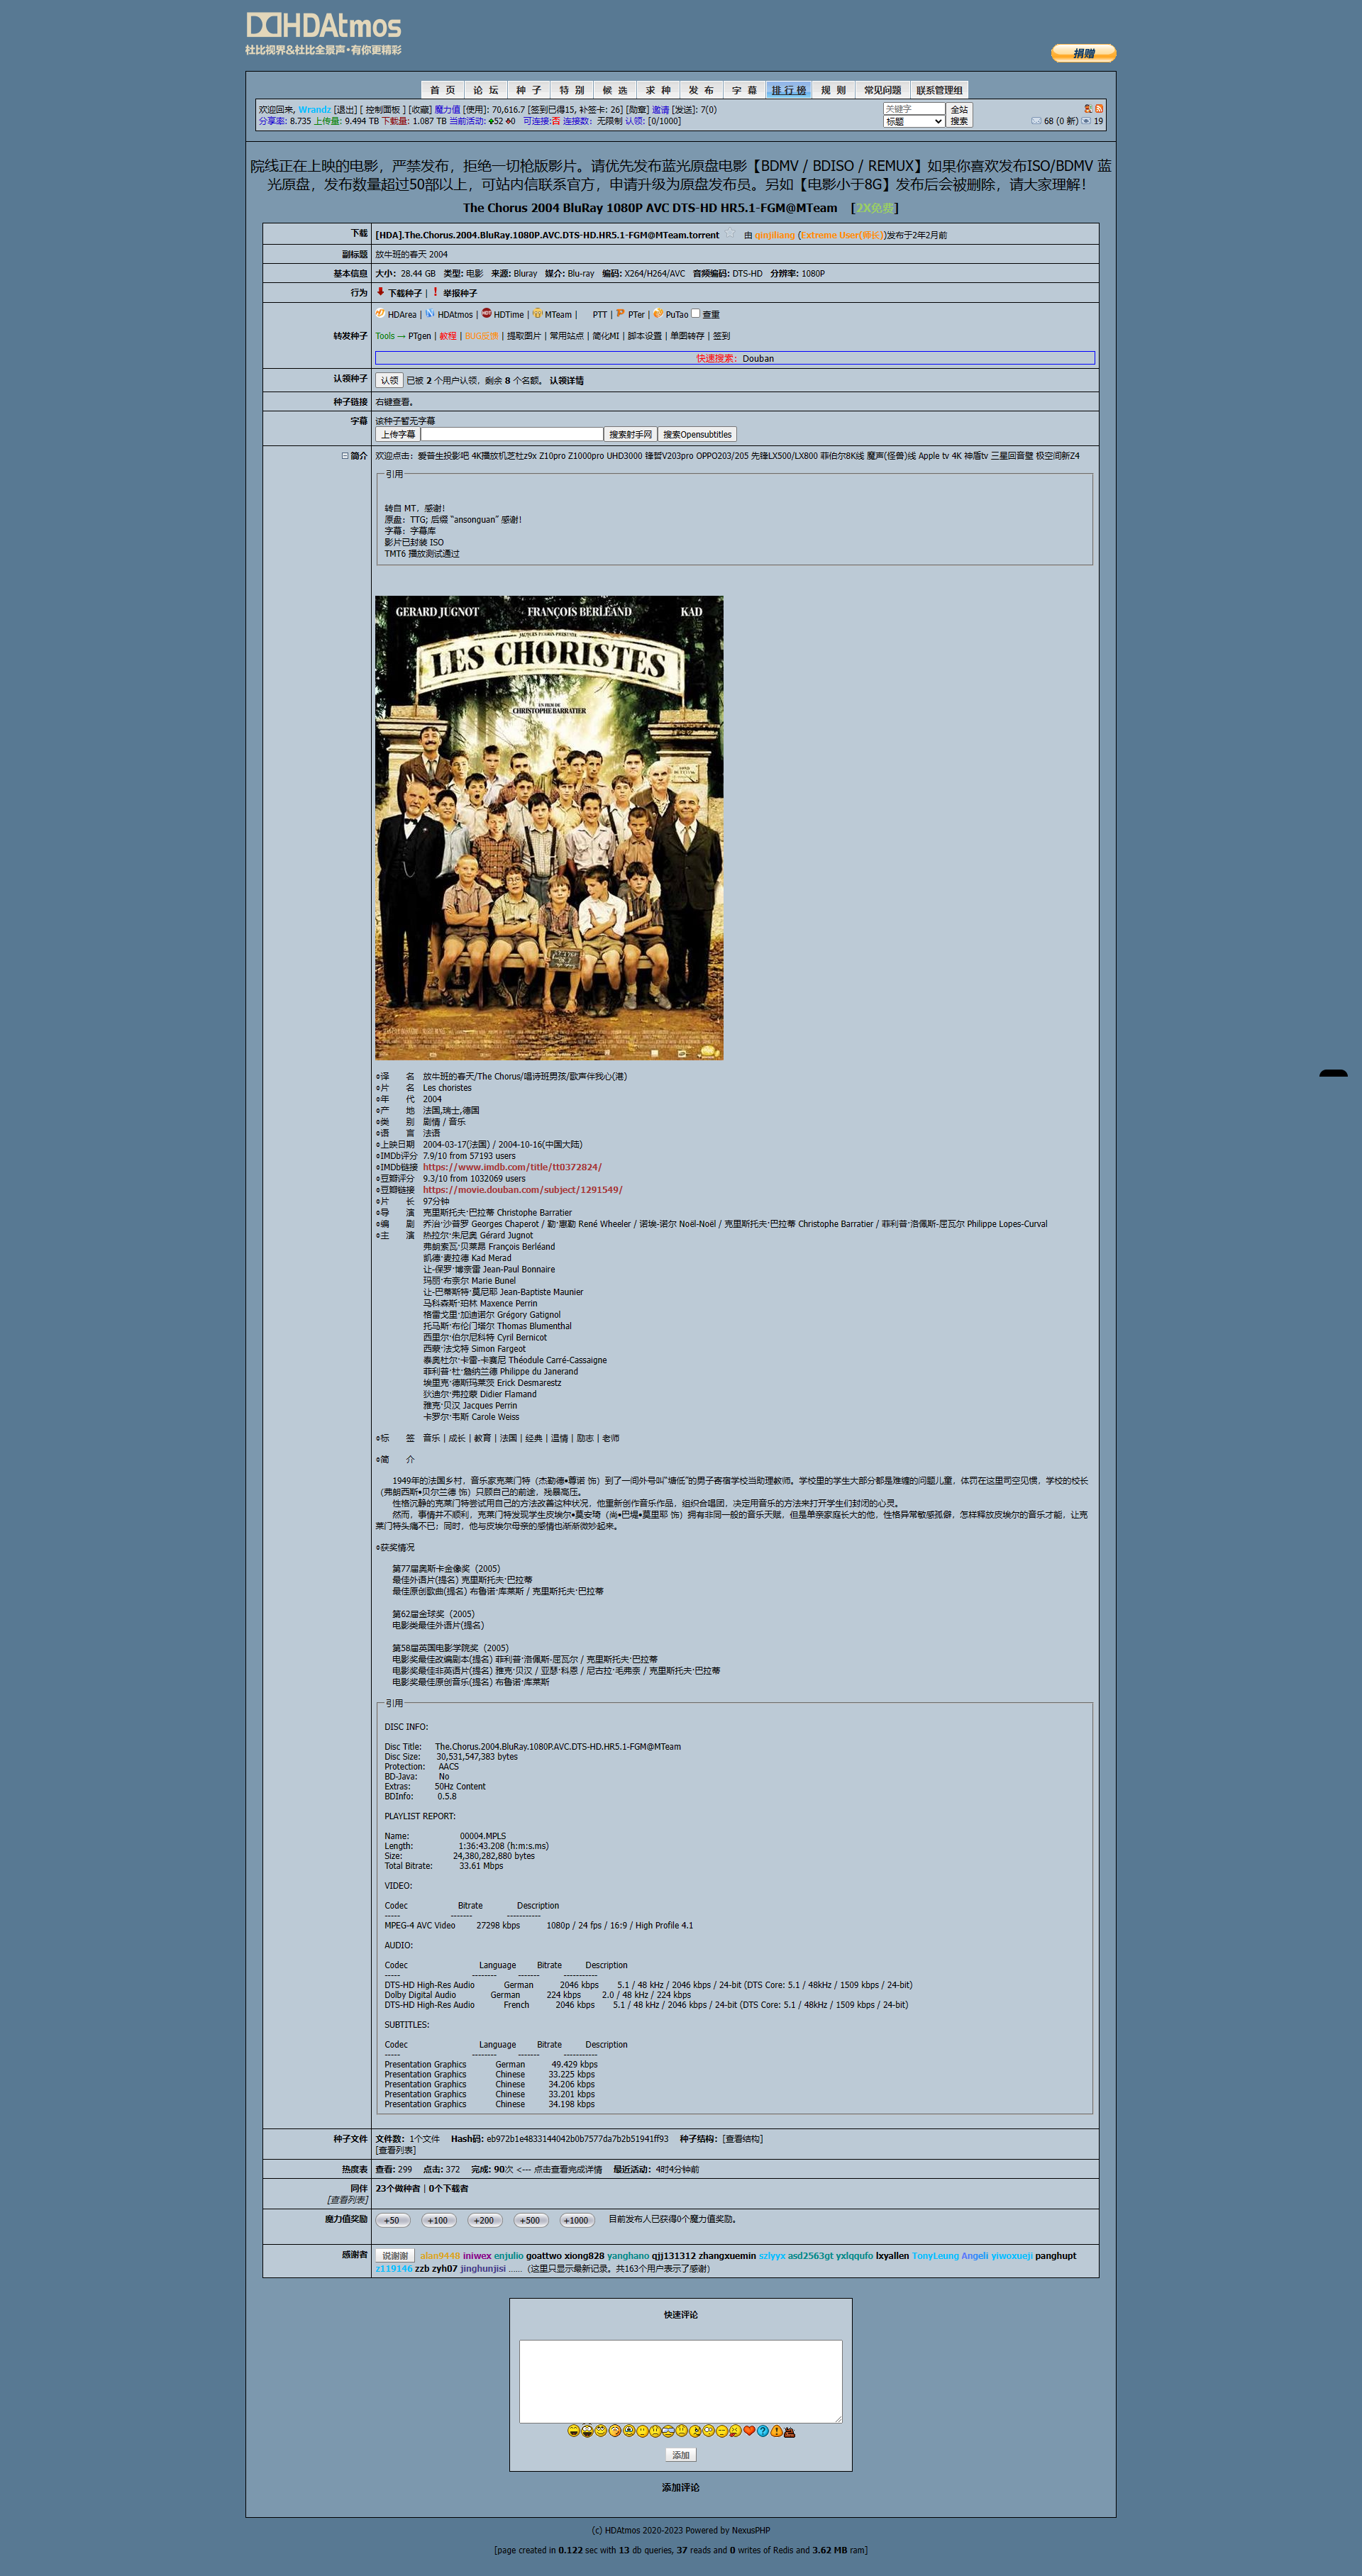 HDAtmos
杜比视界&杜比全景声·有你更精彩
捐赠
首 页 论 坛 种 子 特 别 候 选 求 种 发 布 字 幕 排 行 榜 规 则 常见问题 联系管理组
欢迎回来, Wrandz [退出] [ 控制面板 ] [收藏] 魔力值 [使用]: 70,616.7 [签到已得15, 补签卡: 26] [勋章] 邀请 [发送]: 7(0) 关键字 全站
分享率: 8.735 上传量: 9.494 TB 下载量: 1.087 TB 当前活动: 52 0 可连接:否 连接数: 无限制 认领: [0/1000] 标题 搜索 68 (0 新) 19
院线正在上映的电影，严禁发布，拒绝一切枪版影片。请优先发布蓝光原盘电影【BDMV / BDISO / REMUX】如果你喜欢发布ISO/BDMV 蓝
光原盘，发布数量超过50部以上，可站内信联系官方，申请升级为原盘发布员。另如【电影小于8G】发布后会被删除，请大家理解！
The Chorus 2004 BluRay 1080P AVC DTS-HD HR5.1-FGM@MTeam [2X免费]
下载 [HDA].The.Chorus.2004.BluRay.1080P.AVC.DTS-HD.HR5.1-FGM@MTeam.torrent 由 qinjiliang (Extreme User(师长))发布于2年2月前
副标题 放牛班的春天 2004
基本信息 大小：28.44 GB 类型: 电影 来源: Bluray 媒介: Blu-ray 编码: X264/H264/AVC 音频编码: DTS-HD 分辨率: 1080P
行为 下载种子 | 举报种子
HDArea | HDAtmos | HDTime | MTeam | PTT | PTer | PuTao 查重
转发种子 Tools → PTgen | 教程 | BUG反馈 | 提取图片 | 常用站点 | 简化MI | 脚本设置 | 单图转存 | 签到
快速搜索：Douban
认领种子 认领 已被 2 个用户认领，剩余 8 个名额。 认领详情
种子链接 右键查看。
字幕 该种子暂无字幕
上传字幕 搜索射手网 搜索Opensubtitles
简介 欢迎点击：爱普生投影吧 4K播放机芝杜z9x Z10pro Z1000pro UHD3000 锋哲V203pro OPPO203/205 先锋LX500/LX800 菲伯尔8K线 魔声(怪兽)线 Apple tv 4K 神盾tv 三星回音壁 极空间新Z4
引用
转自 MT，感谢!
原盘：TTG; 后缀 “ansonguan” 感谢!
字幕：字幕库
影片已封装 ISO
TMT6 播放测试通过
GERARD JUGNOT FRANÇOIS BERLÉAND KAD
LES CHORISTES
UN FILM DE
CHRISTOPHE BARRATIER
◎译 名 放牛班的春天/The Chorus/唱诗班男孩/歌声伴我心(港)
◎片 名 Les choristes
◎年 代 2004
◎产 地 法国,瑞士,德国
◎类 别 剧情 / 音乐
◎语 言 法语
◎上映日期 2004-03-17(法国) / 2004-10-16(中国大陆)
◎IMDb评分 7.9/10 from 57193 users
◎IMDb链接 https://www.imdb.com/title/tt0372824/
◎豆瓣评分 9.3/10 from 1032069 users
◎豆瓣链接 https://movie.douban.com/subject/1291549/
◎片 长 97分钟
◎导 演 克里斯托夫·巴拉蒂 Christophe Barratier
◎编 剧 乔治·沙普罗 Georges Chaperot / 勒·惠勒 René Wheeler / 诺埃-诺尔 Noël-Noël / 克里斯托夫·巴拉蒂 Christophe Barratier / 菲利普·洛佩斯-屈瓦尔 Philippe Lopes-Curval
◎主 演 热拉尔·朱尼奥 Gérard Jugnot
弗朗索瓦·贝莱昂 François Berléand
凯德·麦拉德 Kad Merad
让-保罗·博奈雷 Jean-Paul Bonnaire
玛丽·布奈尔 Marie Bunel
让-巴蒂斯特·莫尼耶 Jean-Baptiste Maunier
马科森斯·珀林 Maxence Perrin
格雷戈里·加迪诺尔 Grégory Gatignol
托马斯·布伦门塔尔 Thomas Blumenthal
西里尔·伯尔尼科特 Cyril Bernicot
西蒙·法戈特 Simon Fargeot
泰奥杜尔·卡雷-卡赛尼 Théodule Carré-Cassaigne
菲利普·杜·詹纳兰德 Philippe du Janerand
埃里克·德斯玛莱茨 Erick Desmarestz
狄迪尔·弗拉蒙 Didier Flamand
雅克·贝汉 Jacques Perrin
卡罗尔·韦斯 Carole Weiss
◎标 签 音乐 | 成长 | 教育 | 法国 | 经典 | 温情 | 励志 | 老师
◎简 介
1949年的法国乡村，音乐家克莱门特（杰勒德•尊诺 饰）到了一间外号叫“塘低”的男子寄宿学校当助理教师。学校里的学生大部分都是难缠的问题儿童，体罚在这里司空见惯，学校的校长
（弗朗西斯•贝尔兰德 饰）只顾自己的前途，残暴高压。
性格沉静的克莱门特尝试用自己的方法改善这种状况，他重新创作音乐作品，组织合唱团，决定用音乐的方法来打开学生们封闭的心灵。
然而，事情并不顺利，克莱门特发现学生皮埃尔•莫安琦（尚•巴堤•莫里耶 饰）拥有非同一般的音乐天赋，但是单亲家庭长大的他，性格异常敏感孤僻，怎样释放皮埃尔的音乐才能，让克
莱门特头痛不已；同时，他与皮埃尔母亲的感情也渐渐微妙起来。
◎获奖情况
第77届奥斯卡金像奖（2005）
最佳外语片(提名) 克里斯托夫·巴拉蒂
最佳原创歌曲(提名) 布鲁诺·库莱斯 / 克里斯托夫·巴拉蒂
第62届金球奖（2005）
电影类最佳外语片(提名)
第58届英国电影学院奖（2005）
电影奖最佳改编剧本(提名) 菲利普·洛佩斯-屈瓦尔 / 克里斯托夫·巴拉蒂
电影奖最佳非英语片(提名) 雅克·贝汉 / 亚瑟·科恩 / 尼古拉·毛弗奈 / 克里斯托夫·巴拉蒂
电影奖最佳原创音乐(提名) 布鲁诺·库莱斯
引用
DISC INFO:
Disc Title: The.Chorus.2004.BluRay.1080P.AVC.DTS-HD.HR5.1-FGM@MTeam
Disc Size: 30,531,547,383 bytes
Protection: AACS
BD-Java: No
Extras: 50Hz Content
BDInfo: 0.5.8
PLAYLIST REPORT:
Name: 00004.MPLS
Length: 1:36:43.208 (h:m:s.ms)
Size: 24,380,282,880 bytes
Total Bitrate: 33.61 Mbps
VIDEO:
Codec Bitrate Description
----- ------- -----------
MPEG-4 AVC Video 27298 kbps 1080p / 24 fps / 16:9 / High Profile 4.1
AUDIO:
Codec Language Bitrate Description
----- -------- ------- -----------
DTS-HD High-Res Audio German 2046 kbps 5.1 / 48 kHz / 2046 kbps / 24-bit (DTS Core: 5.1 / 48kHz / 1509 kbps / 24-bit)
Dolby Digital Audio German 224 kbps 2.0 / 48 kHz / 224 kbps
DTS-HD High-Res Audio French 2046 kbps 5.1 / 48 kHz / 2046 kbps / 24-bit (DTS Core: 5.1 / 48kHz / 1509 kbps / 24-bit)
SUBTITLES:
Codec Language Bitrate Description
----- -------- ------- -----------
Presentation Graphics German 49.429 kbps
Presentation Graphics Chinese 33.225 kbps
Presentation Graphics Chinese 34.206 kbps
Presentation Graphics Chinese 33.201 kbps
Presentation Graphics Chinese 34.198 kbps
种子文件 文件数：1个文件 Hash码: eb972b1e4833144042b0b7577da7b2b51941ff93 种子结构：[查看结构]
[查看列表]
热度表 查看: 299 点击: 372 完成: 90次 <--- 点击查看完成详情 最近活动：4时4分钟前
同伴 23个做种者 | 0个下载者
[查看列表]
魔力值奖励 +50 +100 +200 +500 +1000 目前发布人已获得0个魔力值奖励。
感谢者 说谢谢 alan9448 iniwex enjulio goattwo xiong828 yanghano qjj131312 zhangxuemin szlyyx asd2563gt yxlqqufo lxyallen TonyLeung Angeli yiwoxueji panghupt
z119146 zzb zyh07 jinghunjisi ......（这里只显示最新记录。共163个用户表示了感谢）
快速评论
添加
添加评论
(c) HDAtmos 2020-2023 Powered by NexusPHP
[page created in 0.122 sec with 13 db queries, 37 reads and 0 writes of Redis and 3.62 MB ram]